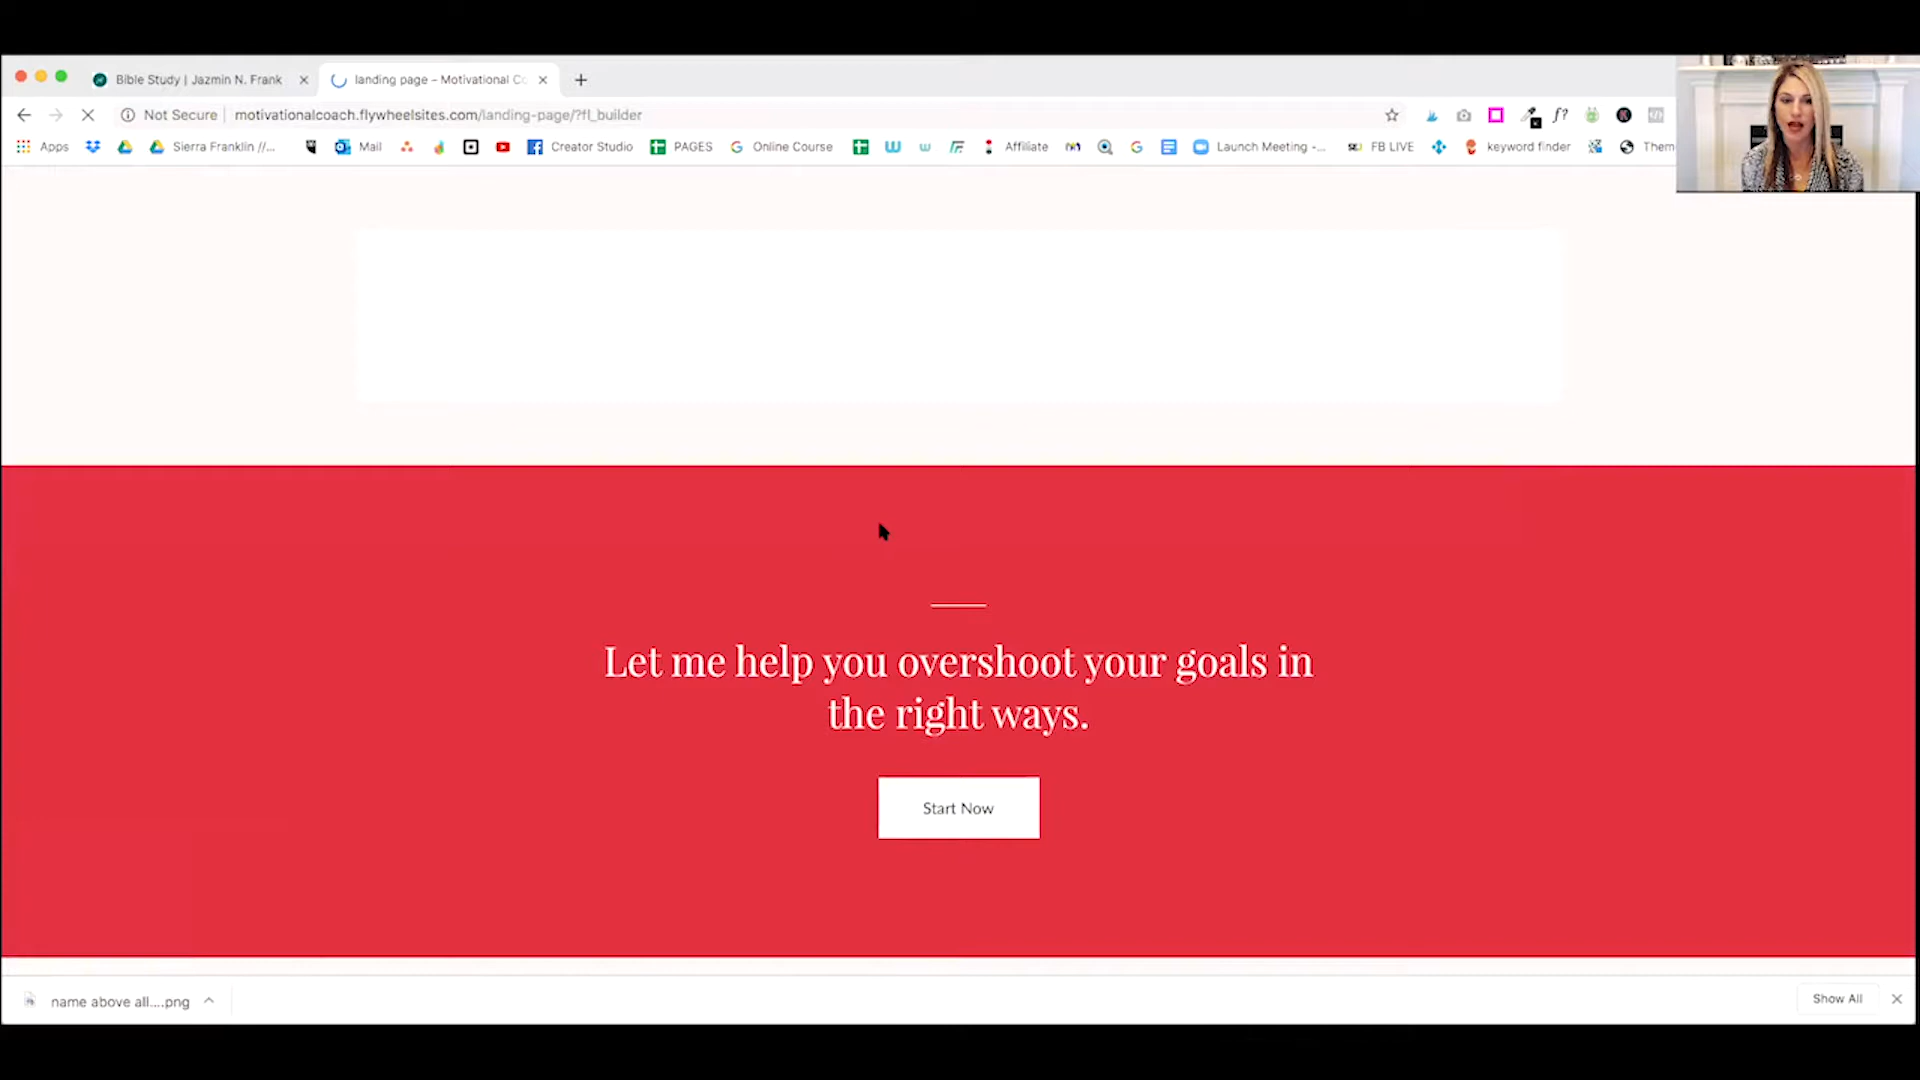 Bible Study | Jazmin N. Frank
landing page – Motivational Co
Not Secure
motivationalcoach.flywheelsites.com/landing-page/?fl_builder
f?
Apps
Sierra Franklin //...
Mail
Creator Studio
PAGES
Online Course
Affiliate
Launch Meeting -...
FB LIVE
keyword finder
Them
Let me help you overshoot your goals in
the right ways.
Start Now
name above all....png
Show All